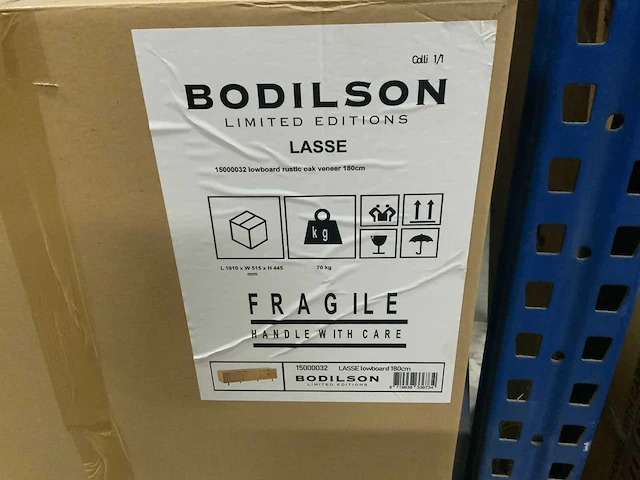 Colli 1/1
BODILSON
LIMITED EDITIONS
LASSE
15000032 lowboard rustic oak veneer 180cm
kg
L 1910 x W 515 x H 445
mm
70 kg
FRAGILE
HANDLE WITH CARE
15000032 LASSE lowboard 180cm
BODILSON
LIMITED EDITIONS